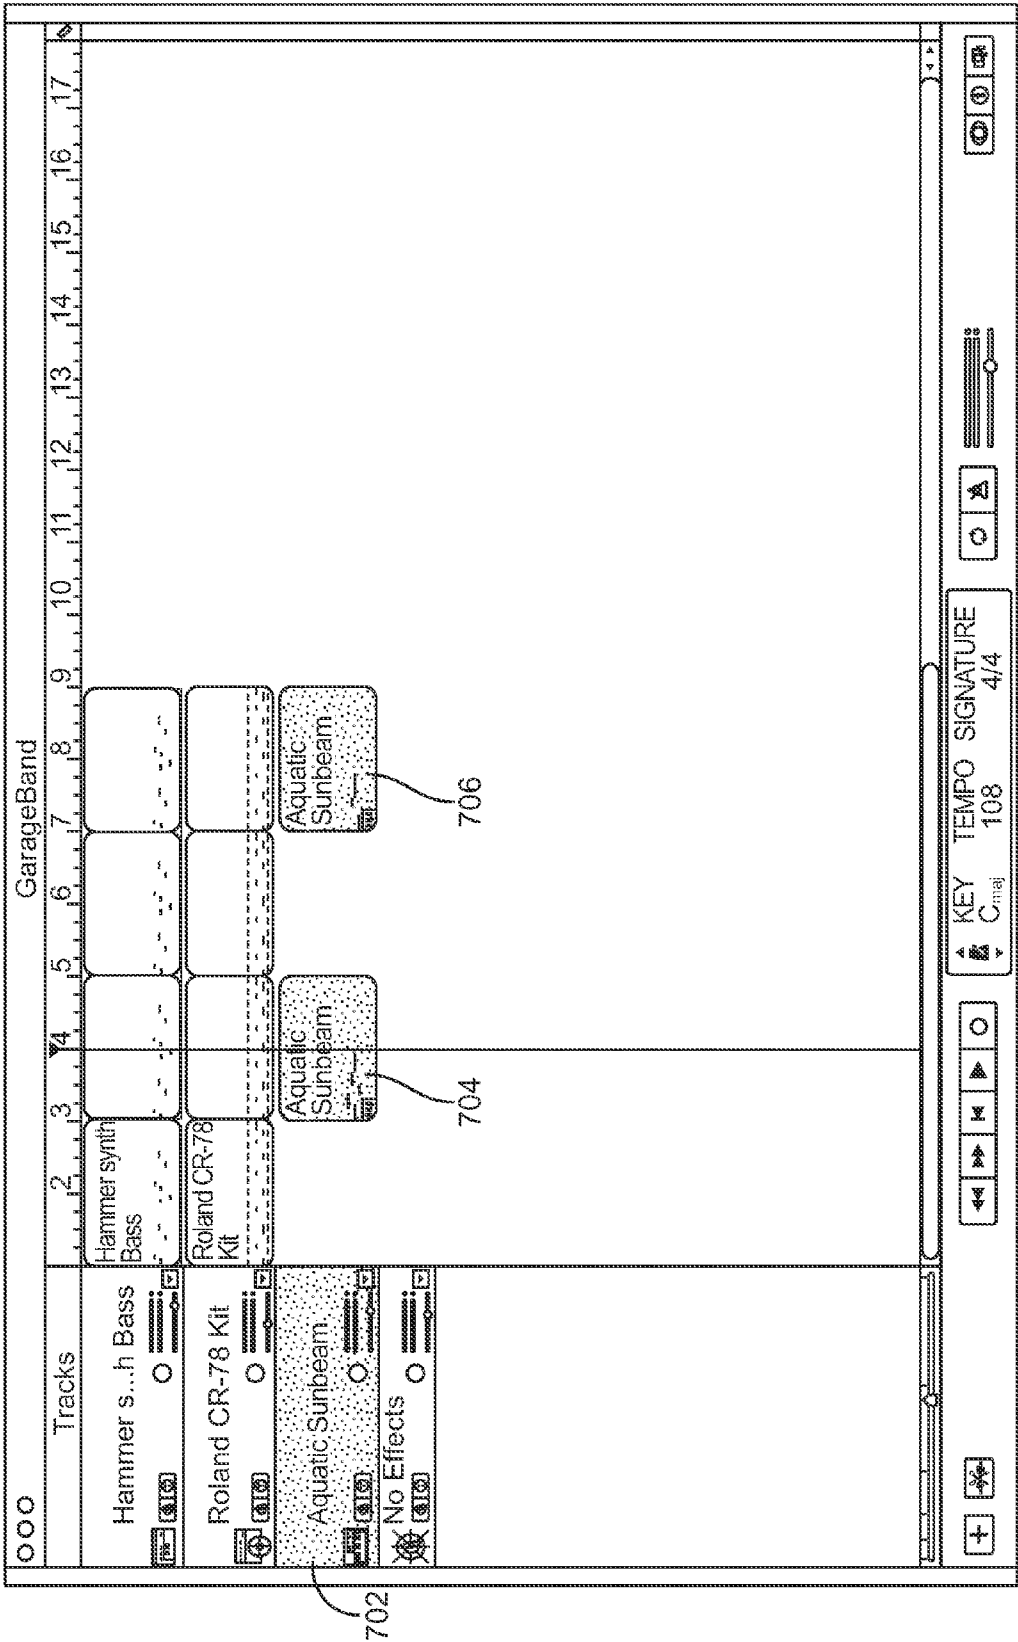 GarageBand
Tracks
2 3 4 5 6 7 8 9 10 11 12 13 14 15 16 17
Hammer s...h Bass
Hammer synth
Bass
Roland CR-78 Kit
Roland CR-78
Kit
Aquatic Sunbeam
Aquatic
Sunbeam
Aquatic
Sunbeam
No Effects
702
704
706
KEY TEMPO SIGNATURE
Cmaj 108 4/4